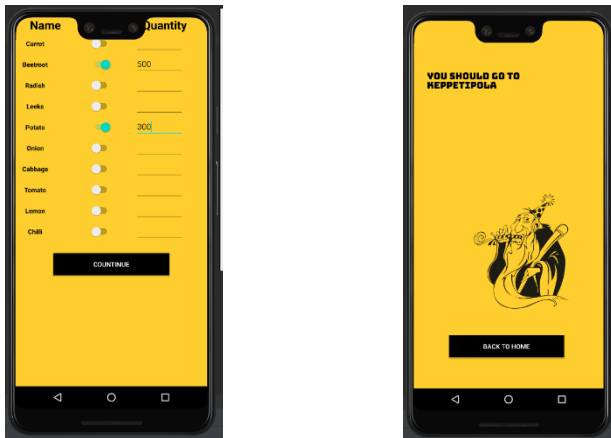 Name Quantity
Carrot
Beetroot 500
Radish
Leeks
Potato 300
Onion
Cabbage
Tomato
Lemon
Chilli
COUNTINUE
YOU SHOULD GO TO
KEPPETIPOLA
BACK TO HOME